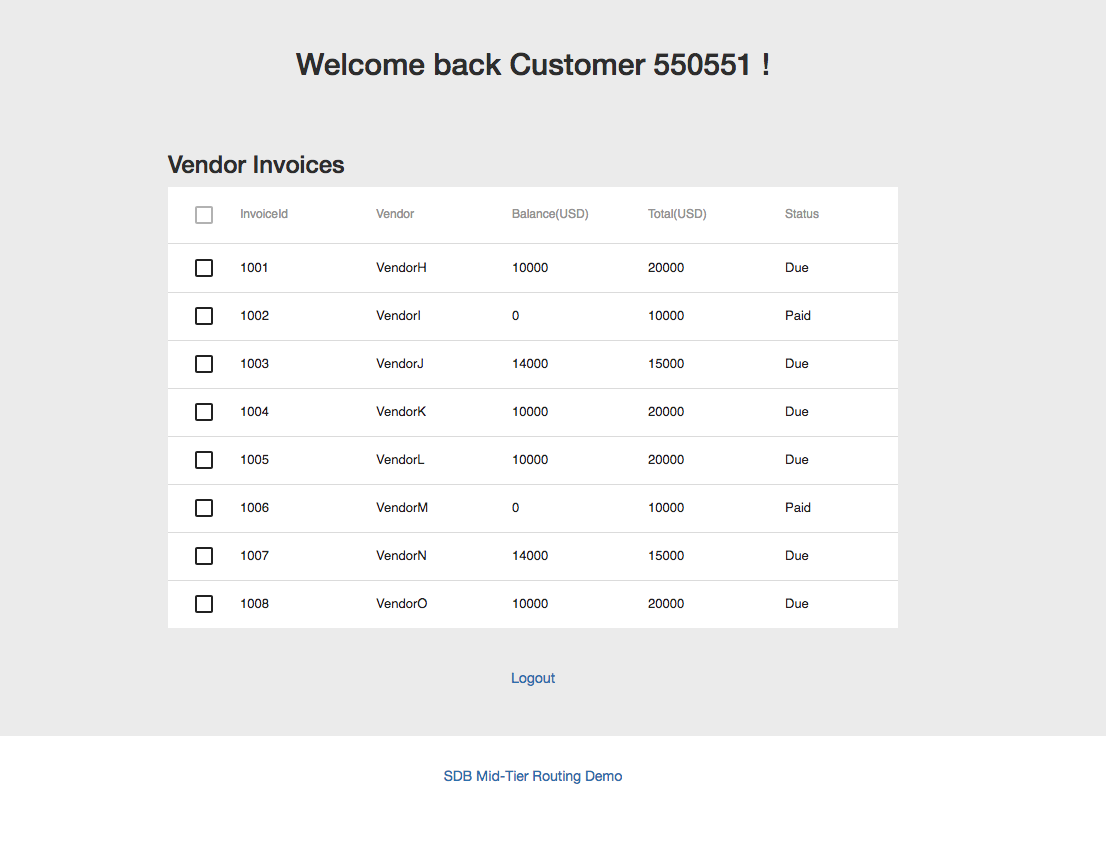 Welcome back Customer 550551 !
Vendor Invoices
InvoiceId Vendor Balance(USD) Total(USD) Status
1001 VendorH 10000 20000 Due
1002 VendorI 0 10000 Paid
1003 VendorJ 14000 15000 Due
1004 VendorK 10000 20000 Due
1005 VendorL 10000 20000 Due
1006 VendorM 0 10000 Paid
1007 VendorN 14000 15000 Due
1008 VendorO 10000 20000 Due
Logout
SDB Mid-Tier Routing Demo